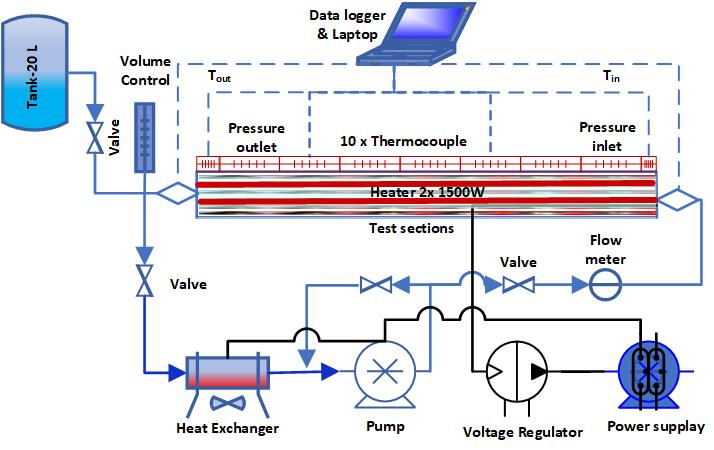 Data logger
& Laptop
Tank-20 L
Volume
Control
Valve
Tout
Tin
Pressure
outlet
10 x Thermocouple
Pressure
inlet
Heater 2x 1500W
Test sections
Flow
meter
Valve
Valve
Heat Exchanger
Pump
Voltage Regulator
Power supplay